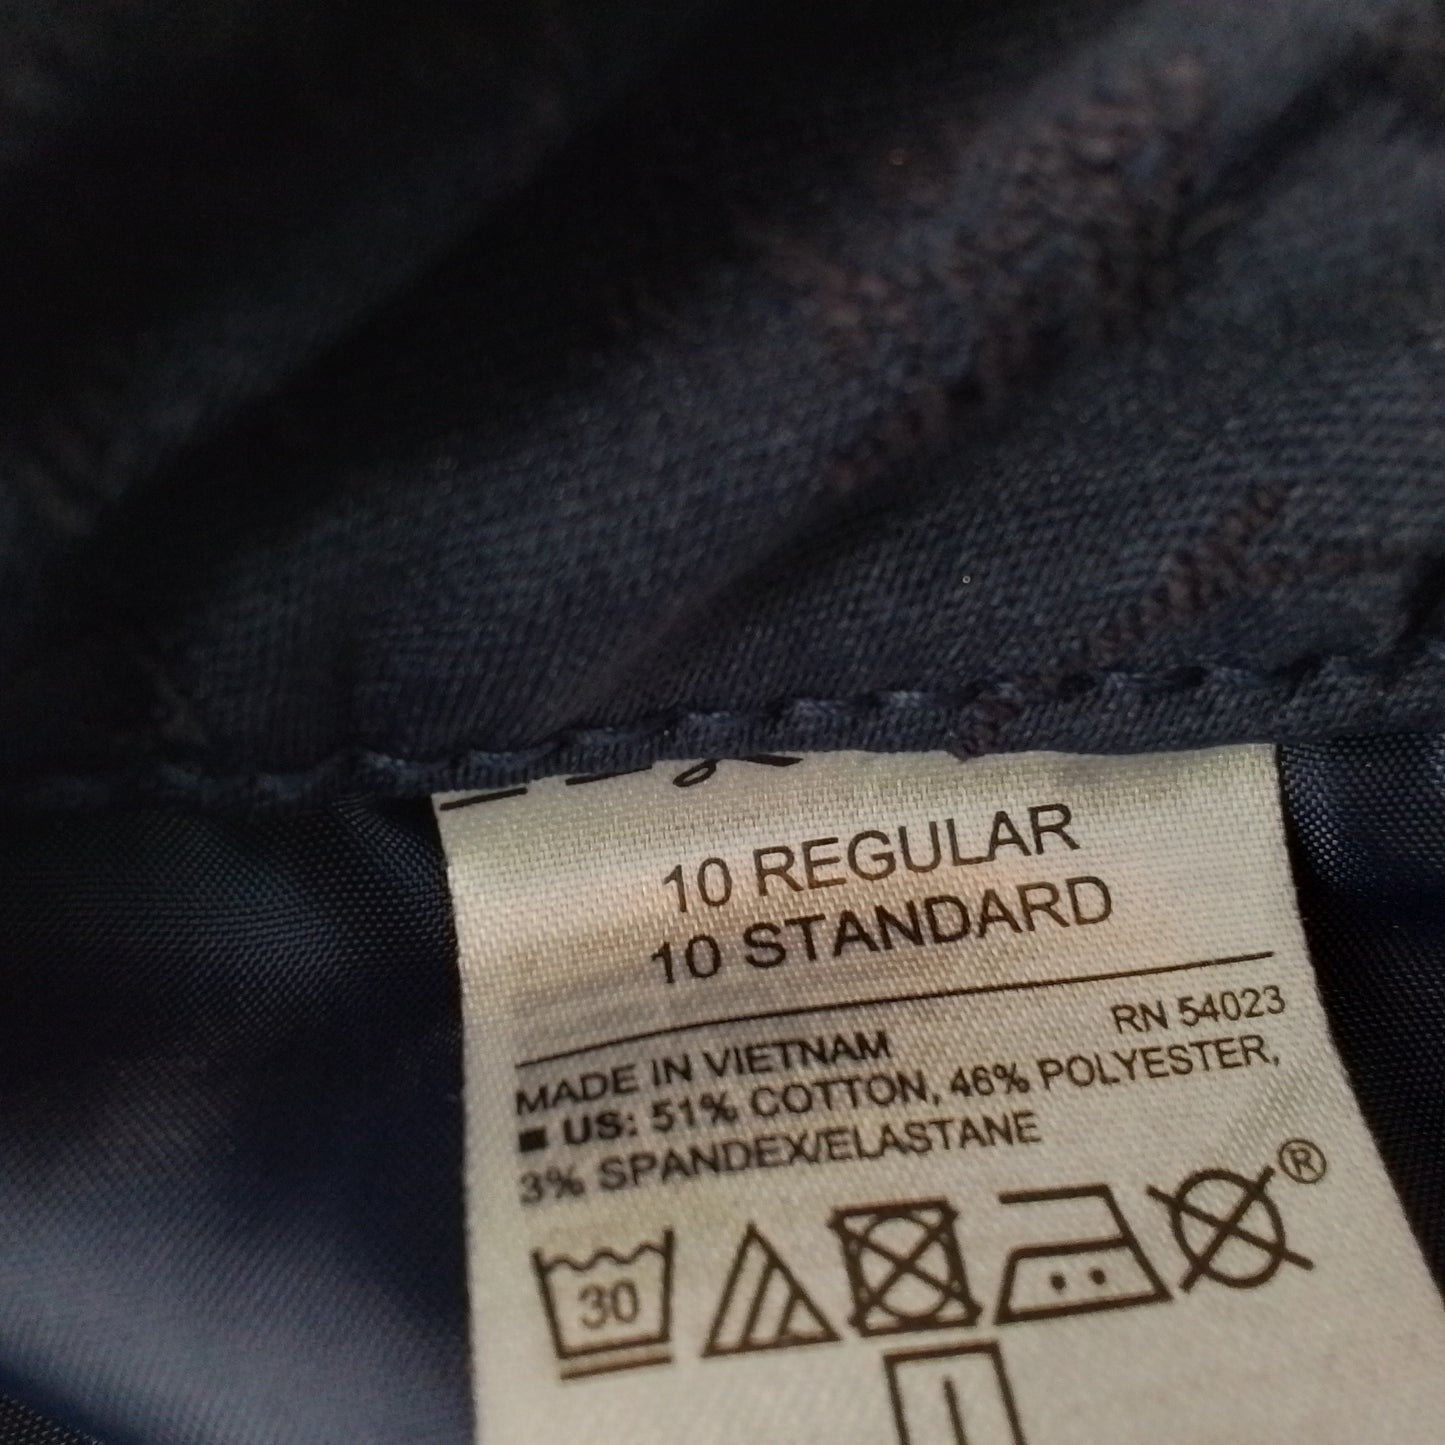 10 REGULAR
10 STANDARD
RN 54023
MADE IN VIETNAM
■ US: 51% COTTON, 46% POLYESTER,
3% SPANDEX/ELASTANE
®
30